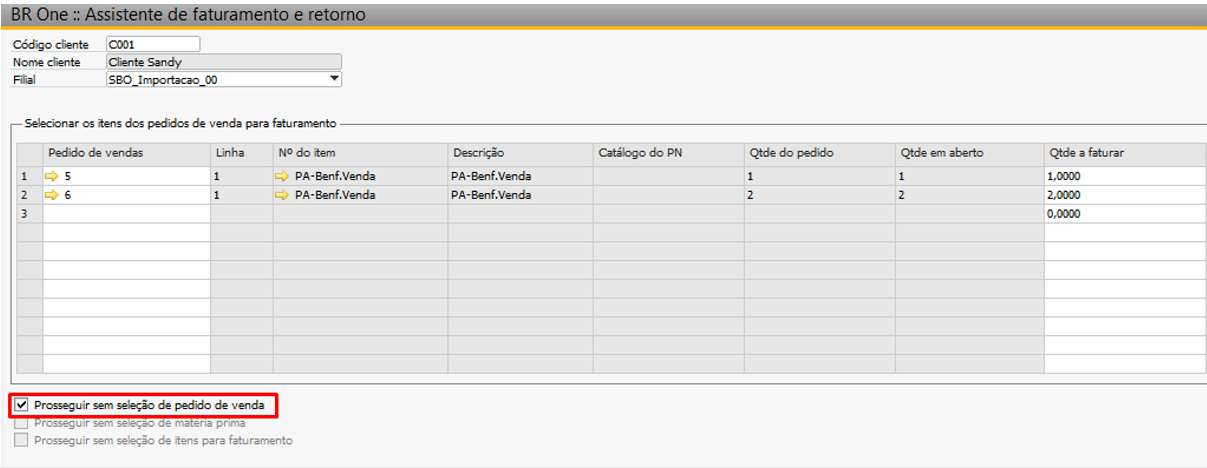 BR One :: Assistente de faturamento e retorno
Código cliente C001
Nome cliente Cliente Sandy
Filial SBO_Importacao_00
Selecionar os itens dos pedidos de venda para faturamento
Pedido de vendas Linha Nº do item Descrição Catálogo do PN Qtde do pedido Qtde em aberto Qtde a faturar
1 5 1 PA-Benf.Venda PA-Benf.Venda 1 1 1,0000
2 6 1 PA-Benf.Venda PA-Benf.Venda 2 2 2,0000
3 0,0000
Prosseguir sem seleção de pedido de venda
Prosseguir sem seleção de matéria prima
Prosseguir sem seleção de itens para faturamento